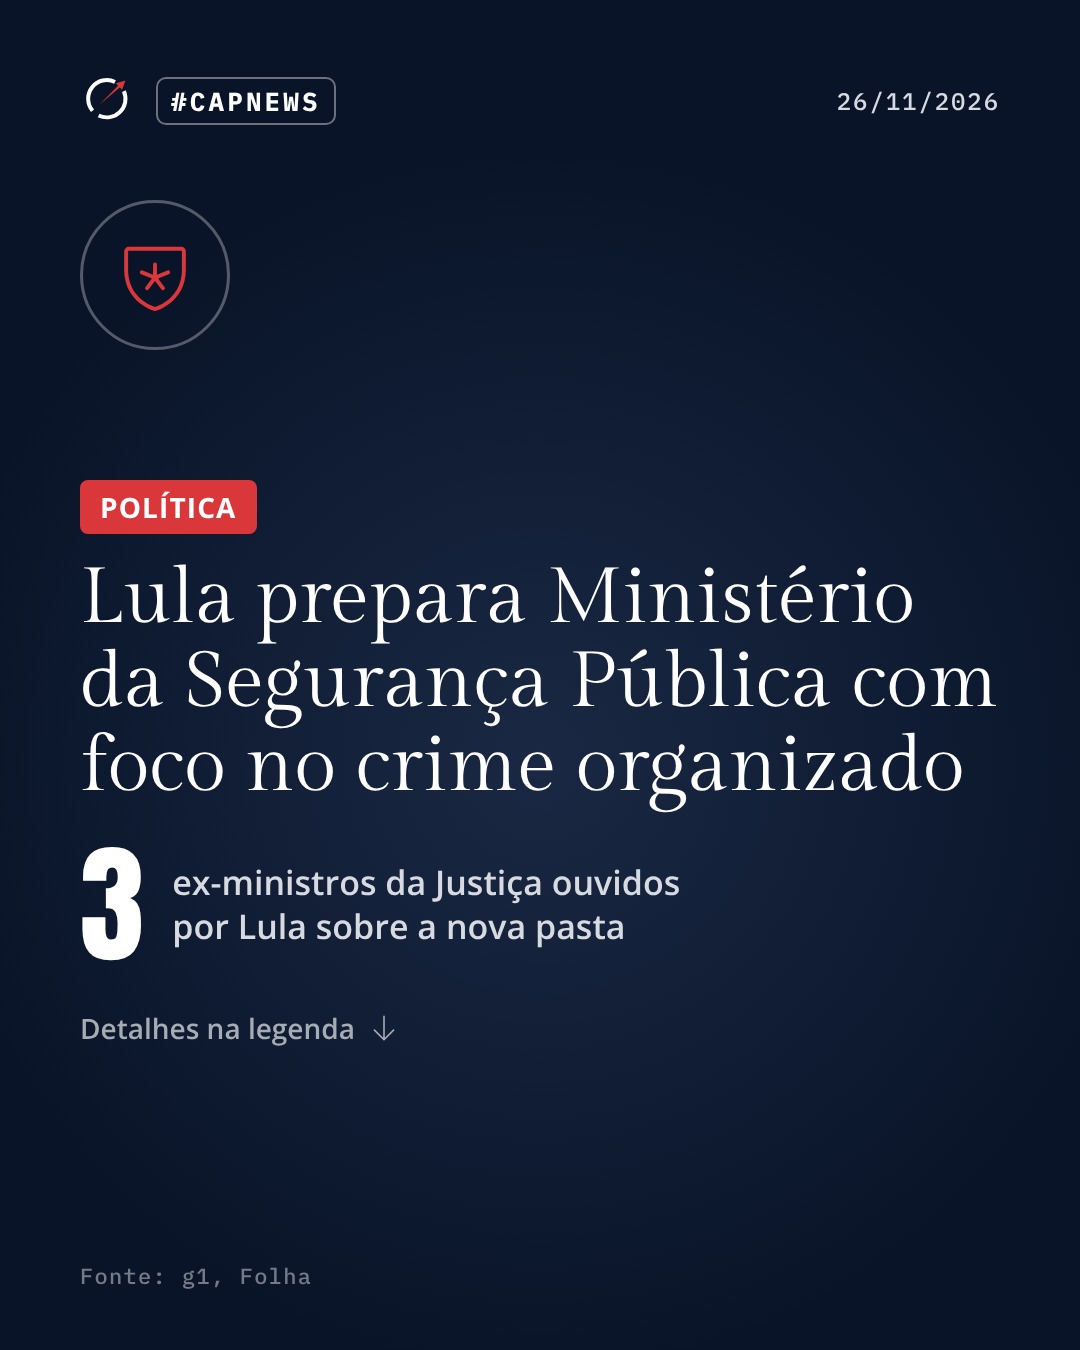 #CAPNEWS
26/11/2026
POLÍTICA
Lula prepara Ministério
da Segurança Pública com
foco no crime organizado
3
ex-ministros da Justiça ouvidos
por Lula sobre a nova pasta
Detalhes na legenda ↓
Fonte: g1, Folha